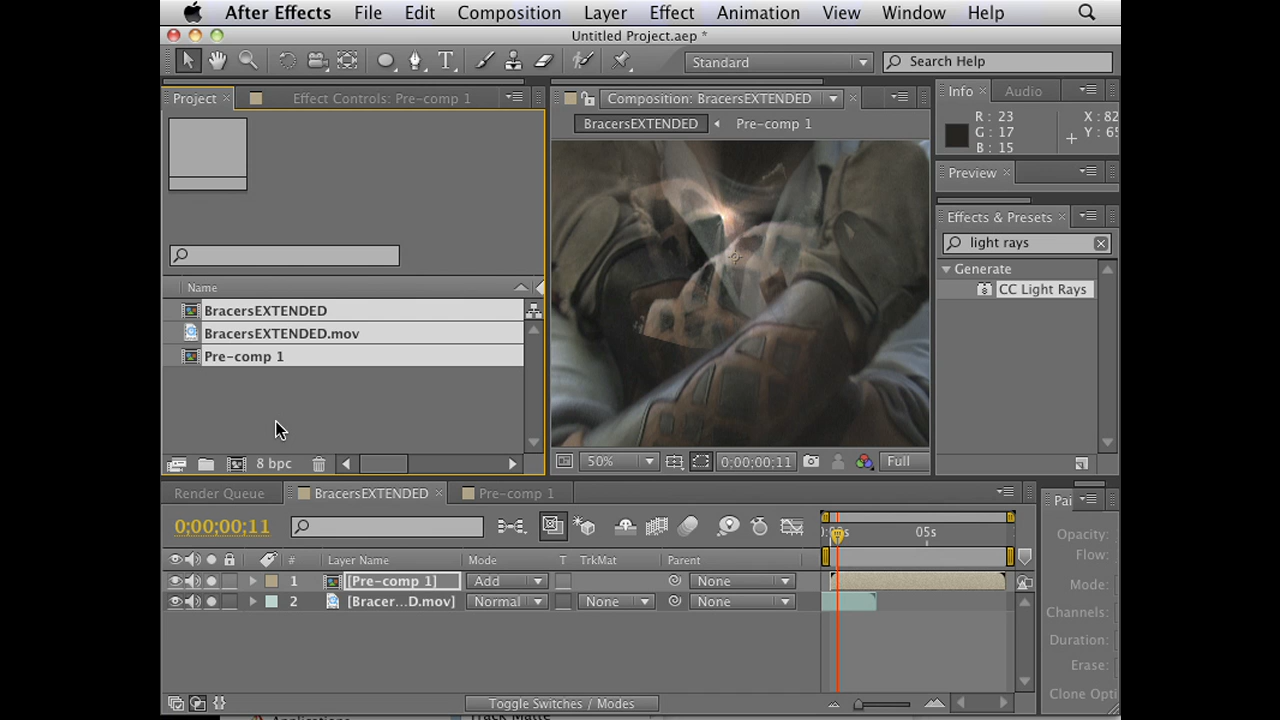 After Effects File Edit Composition Layer Effect Animation View Window Help
Untitled Project.aep *
Standard
Search Help
Project Effect Controls: Pre-comp 1
Composition: BracersEXTENDED
BracersEXTENDED Pre-comp 1
Info Audio
R: 23
G: 17
B: 15
X: 82
Preview
Effects & Presets
light rays
Generate
CC Light Rays
Name
BracersEXTENDED
BracersEXTENDED.mov
Pre-comp 1
8 bpc
50% 0;00;00;11 Full
Render Queue BracersEXTENDED Pre-comp 1
0;00;00;11
05s
# Layer Name Mode T TrkMat Parent
1 [Pre-comp 1] Add None
2 [Bracer...D.mov] Normal None None
Toggle Switches / Modes
Pai
Opacity:
Flow:
Mode:
Channels:
Duration:
Erase:
Clone Opti